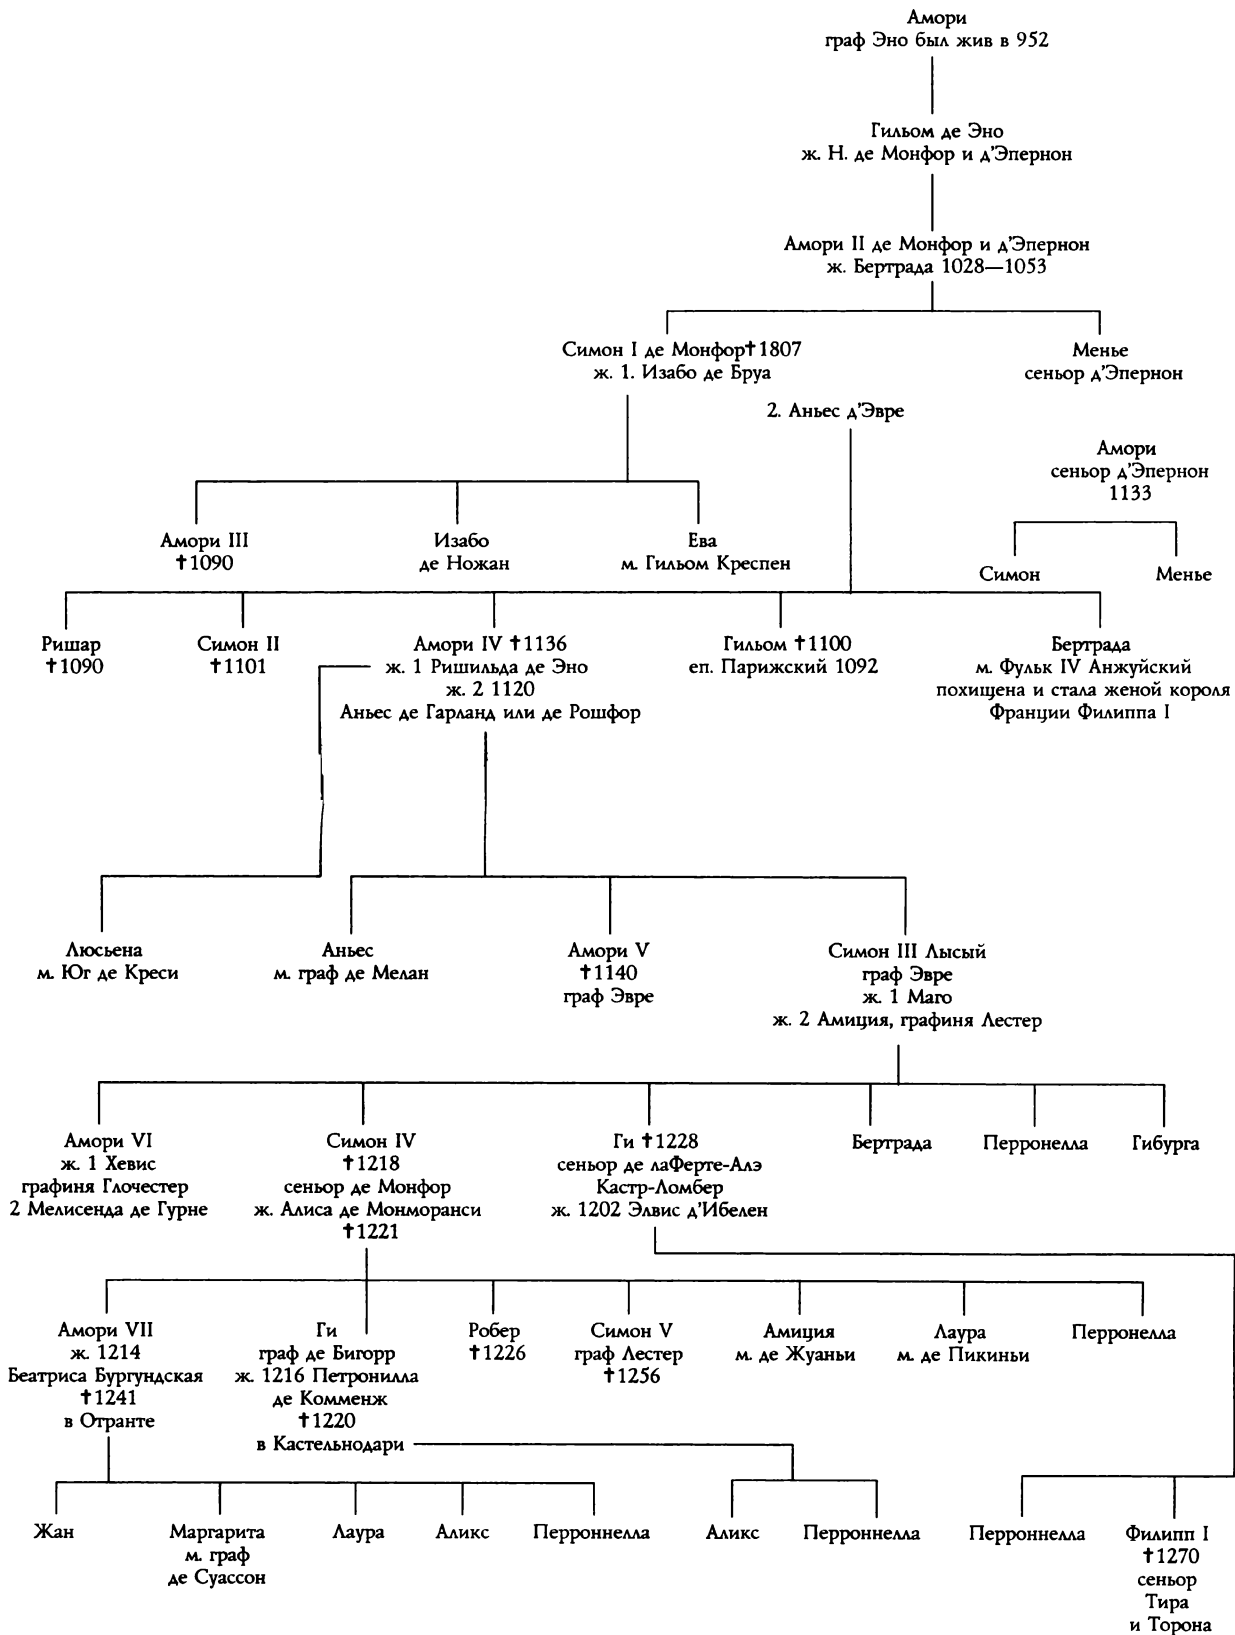 Амори
граф Эно был жив в 952
Гильом де Эно
ж. Н. де Монфор и д'Эпернон
Амори II де Монфор и д'Эпернон
ж. Бертрада 1028—1053
Симон I де Монфор✝1807
ж. 1. Изабо де Бруа
Менье
сеньор д'Эпернон
2. Аньес д'Эвре
Амори
сеньор д'Эпернон
1133
Амори III
✝1090
Изабо
де Ножан
Ева
м. Гильом Креспен
Симон
Менье
Ришар
✝1090
Симон II
✝1101
Амори IV ✝1136
ж. 1 Ришильда де Эно
ж. 2 1120
Аньес де Гарланд или де Рошфор
Гильом ✝1100
еп. Парижский 1092
Бертрада
м. Фульк IV Анжуйский
похищена и стала женой короля
Франции Филиппа I
Люсьена
м. Юг де Креси
Аньес
м. граф де Мелан
Амори V
✝1140
граф Эвре
Симон III Лысый
граф Эвре
ж. 1 Маго
ж. 2 Амиция, графиня Лестер
Амори VI
ж. 1 Хевис
графиня Глочестер
2 Мелисенда де Гурне
Симон IV
✝1218
сеньор де Монфор
ж. Алиса де Монморанси
✝1221
Ги ✝1228
сеньор де лаФерте-Алэ
Кастр-Ломбер
ж. 1202 Элвис д'Ибелен
Бертрада
Перронелла
Гибурга
Амори VII
ж. 1214
Беатриса Бургундская
✝1241
в Отранте
Ги
граф де Бигорр
ж. 1216 Петронилла
де Комменж
✝1220
в Кастельнодари
Робер
✝1226
Симон V
граф Лестер
✝1256
Амиция
м. де Жуаньи
Лаура
м. де Пикиньи
Перронелла
Жан
Маргарита
м. граф
де Суассон
Лаура
Аликс
Перроннелла
Аликс
Перроннелла
Перроннелла
Филипп I
✝1270
сеньор
Тира
и Торона